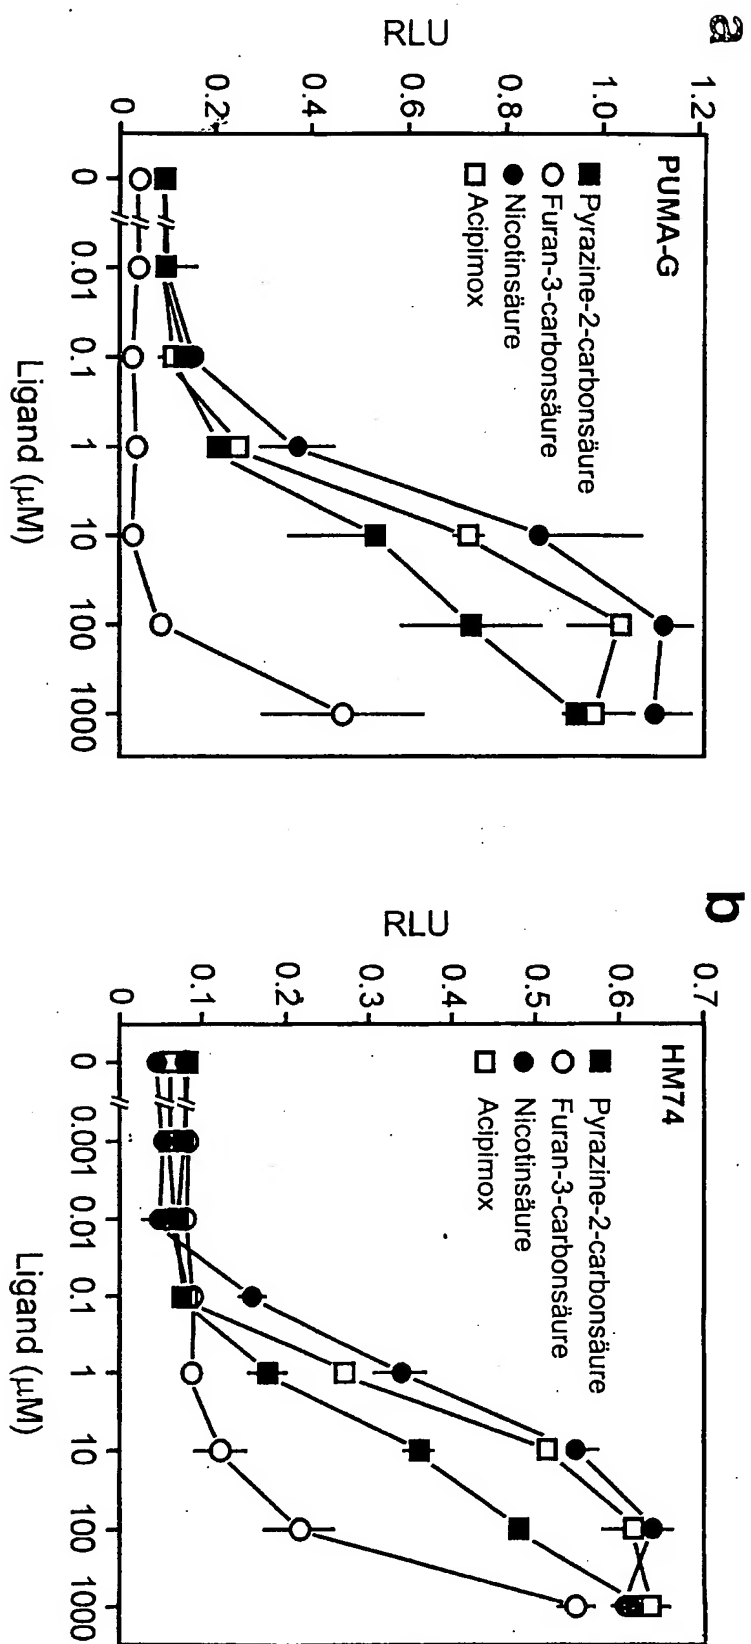 a
RLU
1.2
1.0
0.8
0.6
0.4
0.2
0
PUMA-G
Pyrazine-2-carbonsäure
Furan-3-carbonsäure
Nicotinsäure
Acipimox
0 0.01 0.1 1 10 100 1000
Ligand (μM)
b
RLU
0.7
0.6
0.5
0.4
0.3
0.2
0.1
0
HM74
Pyrazine-2-carbonsäure
Furan-3-carbonsäure
Nicotinsäure
Acipimox
0 0.001 0.01 0.1 1 10 100 1000
Ligand (μM)